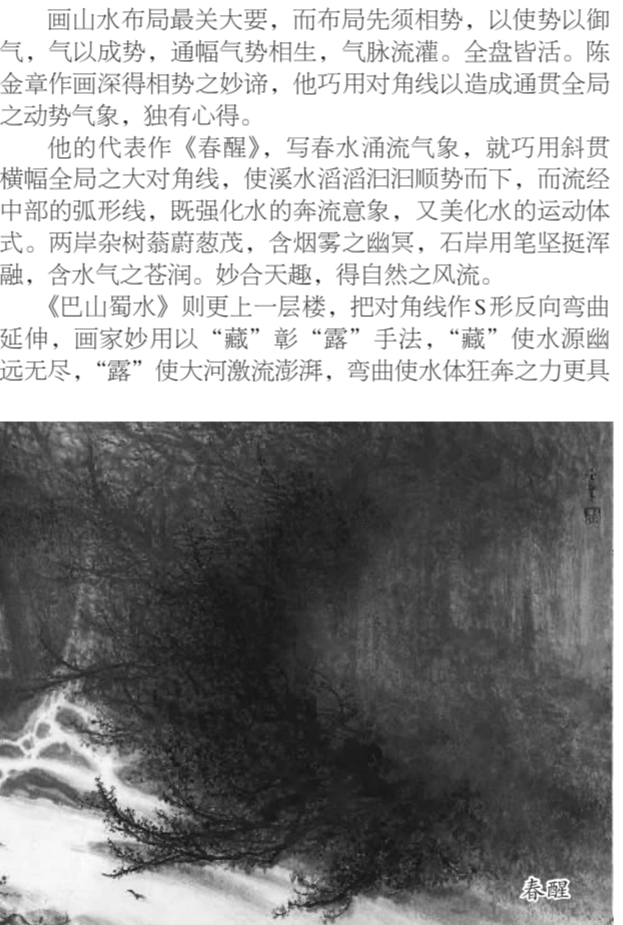 画山水布局最关大要，而布局先须相势，以使势以御
气，气以成势，通幅气势相生，气脉流灌。全盘皆活。陈
金章作画深得相势之妙谛，他巧用对角线以造成通贯全局
之动势气象，独有心得。
他的代表作《春醒》，写春水涌流气象，就巧用斜贯
横幅全局之大对角线，使溪水滔滔汩汩顺势而下，而流经
中部的弧形线，既强化水的奔流意象，又美化水的运动体
式。两岸杂树蓊蔚葱茂，含烟雾之幽冥，石岸用笔坚挺浑
融，含水气之苍润。妙合天趣，得自然之风流。
《巴山蜀水》则更上一层楼，把对角线作S形反向弯曲
延伸，画家妙用以“藏”彰“露”手法，“藏”使水源幽
远无尽，“露”使大河激流澎湃，弯曲使水体狂奔之力更具
春醒